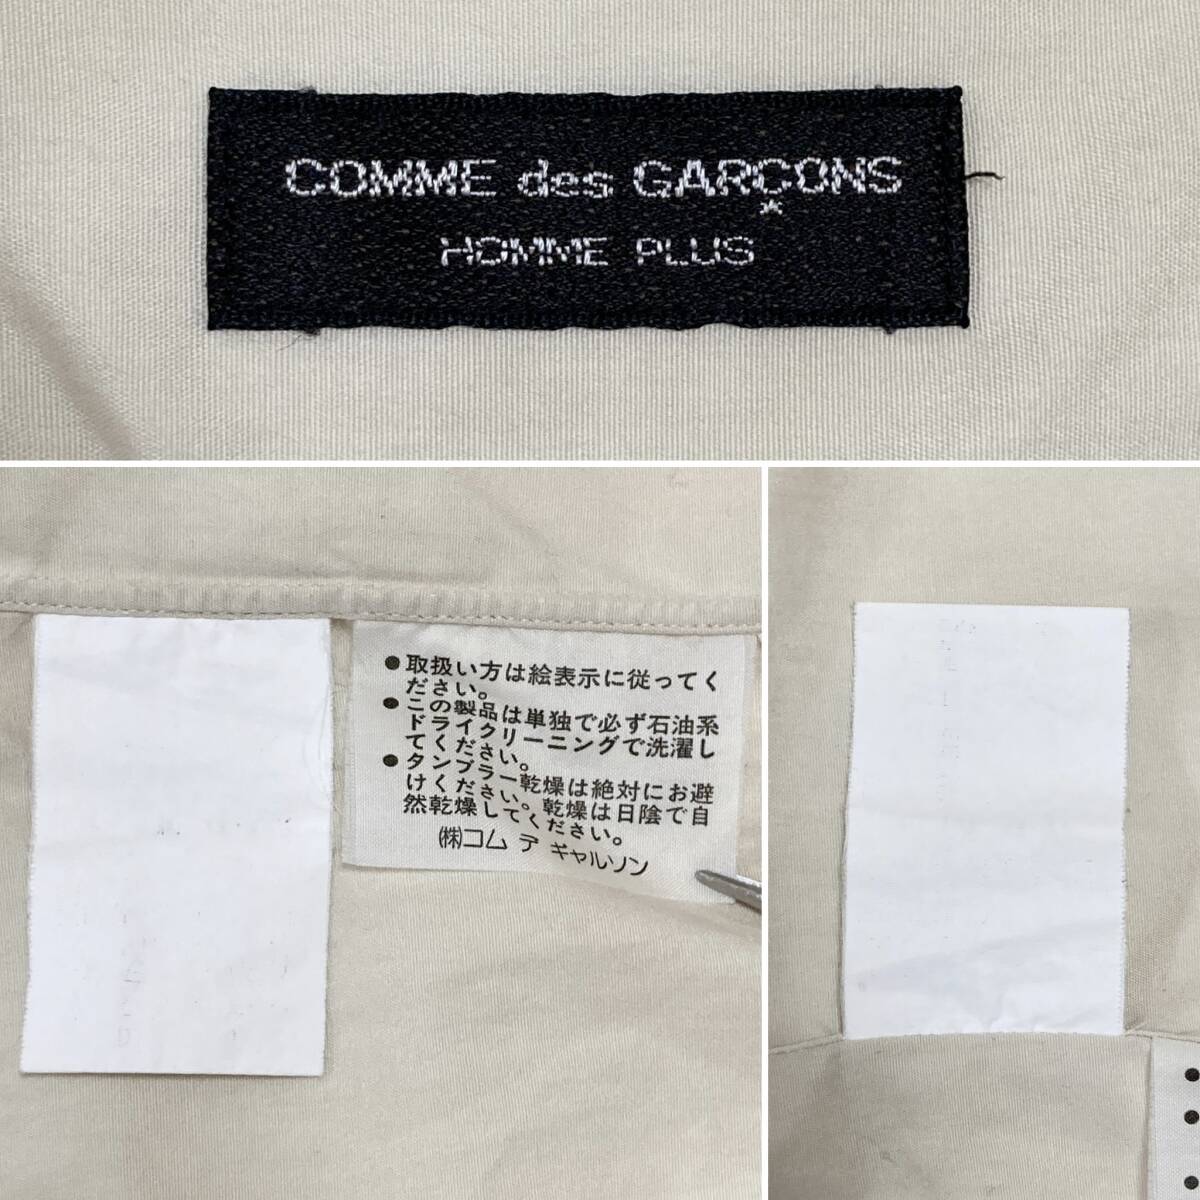 COMME des GARÇONS
HOMME PLUS
●取扱い方は絵表示に従ってく
ださい。
●この製品は単独で必ず石油系
ドライクリーニングで洗濯し
てください。
●タンブラー乾燥は絶対にお避
けください。乾燥は日陰で自
然乾燥してください。
㈱コム デ ギャルソン